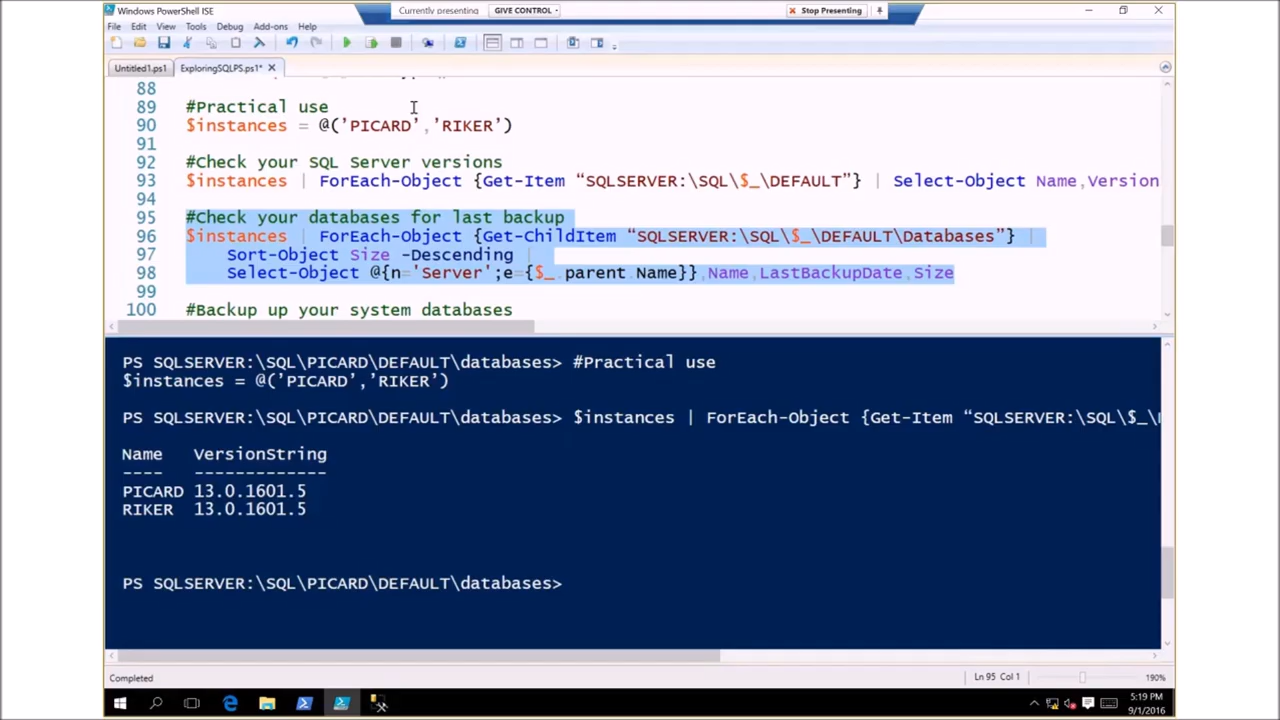 Windows PowerShell ISE
Currently presenting GIVE CONTROL
Stop Presenting
File Edit View Tools Debug Add-ons Help
Untitled1.ps1 ExploringSQLPS.ps1*
88
89 #Practical use
90 $instances = @('PICARD','RIKER')
91
92 #Check your SQL Server versions
93 $instances | ForEach-Object {Get-Item “SQLSERVER:\SQL\$_\DEFAULT”} | Select-Object Name,Version
94
95 #Check your databases for last backup
96 $instances | ForEach-Object {Get-ChildItem “SQLSERVER:\SQL\$_\DEFAULT\Databases”} |
97 Sort-Object Size -Descending |
98 Select-Object @{n='Server';e={$_.parent.Name}},Name,LastBackupDate,Size
99
100 #Backup up your system databases
PS SQLSERVER:\SQL\PICARD\DEFAULT\databases> #Practical use
$instances = @('PICARD','RIKER')
PS SQLSERVER:\SQL\PICARD\DEFAULT\databases> $instances | ForEach-Object {Get-Item “SQLSERVER:\SQL\$_\
Name VersionString
---- -------------
PICARD 13.0.1601.5
RIKER 13.0.1601.5
PS SQLSERVER:\SQL\PICARD\DEFAULT\databases>
Completed
Ln 95 Col 1
190%
5:19 PM
9/1/2016